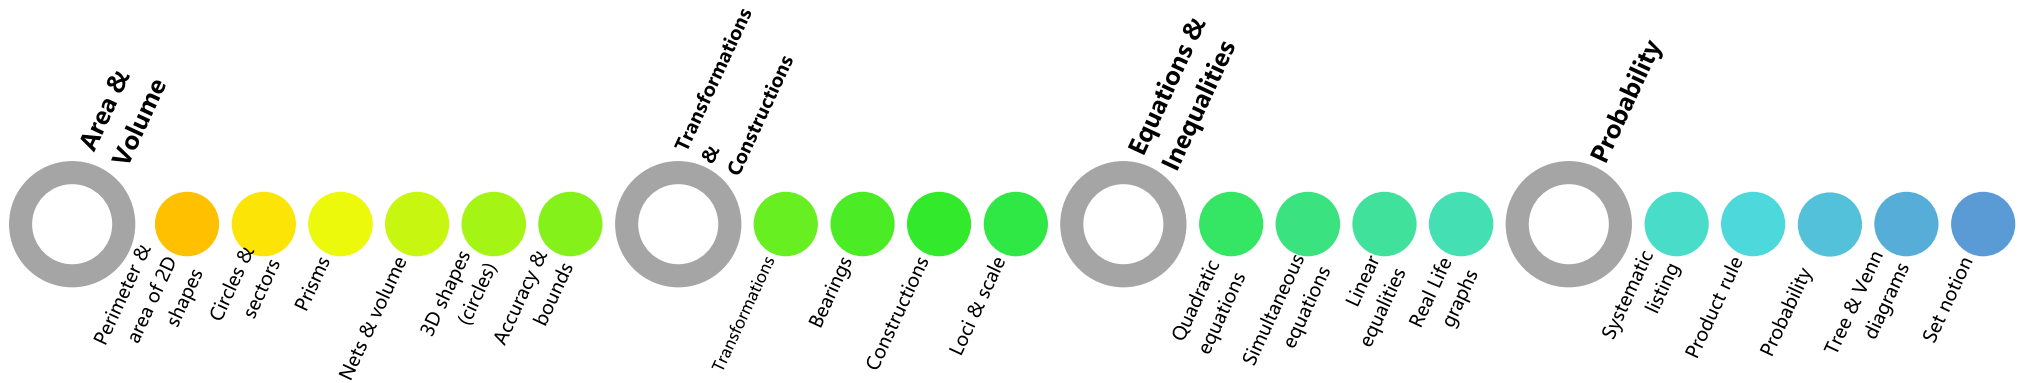 Area &
Volume
Perimeter &
area of 2D
shapes
Circles &
sectors
Prisms
Nets & volume
3D shapes
(circles)
Accuracy &
bounds
Transformations
&
Constructions
Transformations
Bearings
Constructions
Loci & scale
Equations &
Inequalities
Quadratic
equations
Simultaneous
equations
Linear
equalities
Real Life
graphs
Probability
Systematic
listing
Product rule
Probability
Tree & Venn
diagrams
Set notion